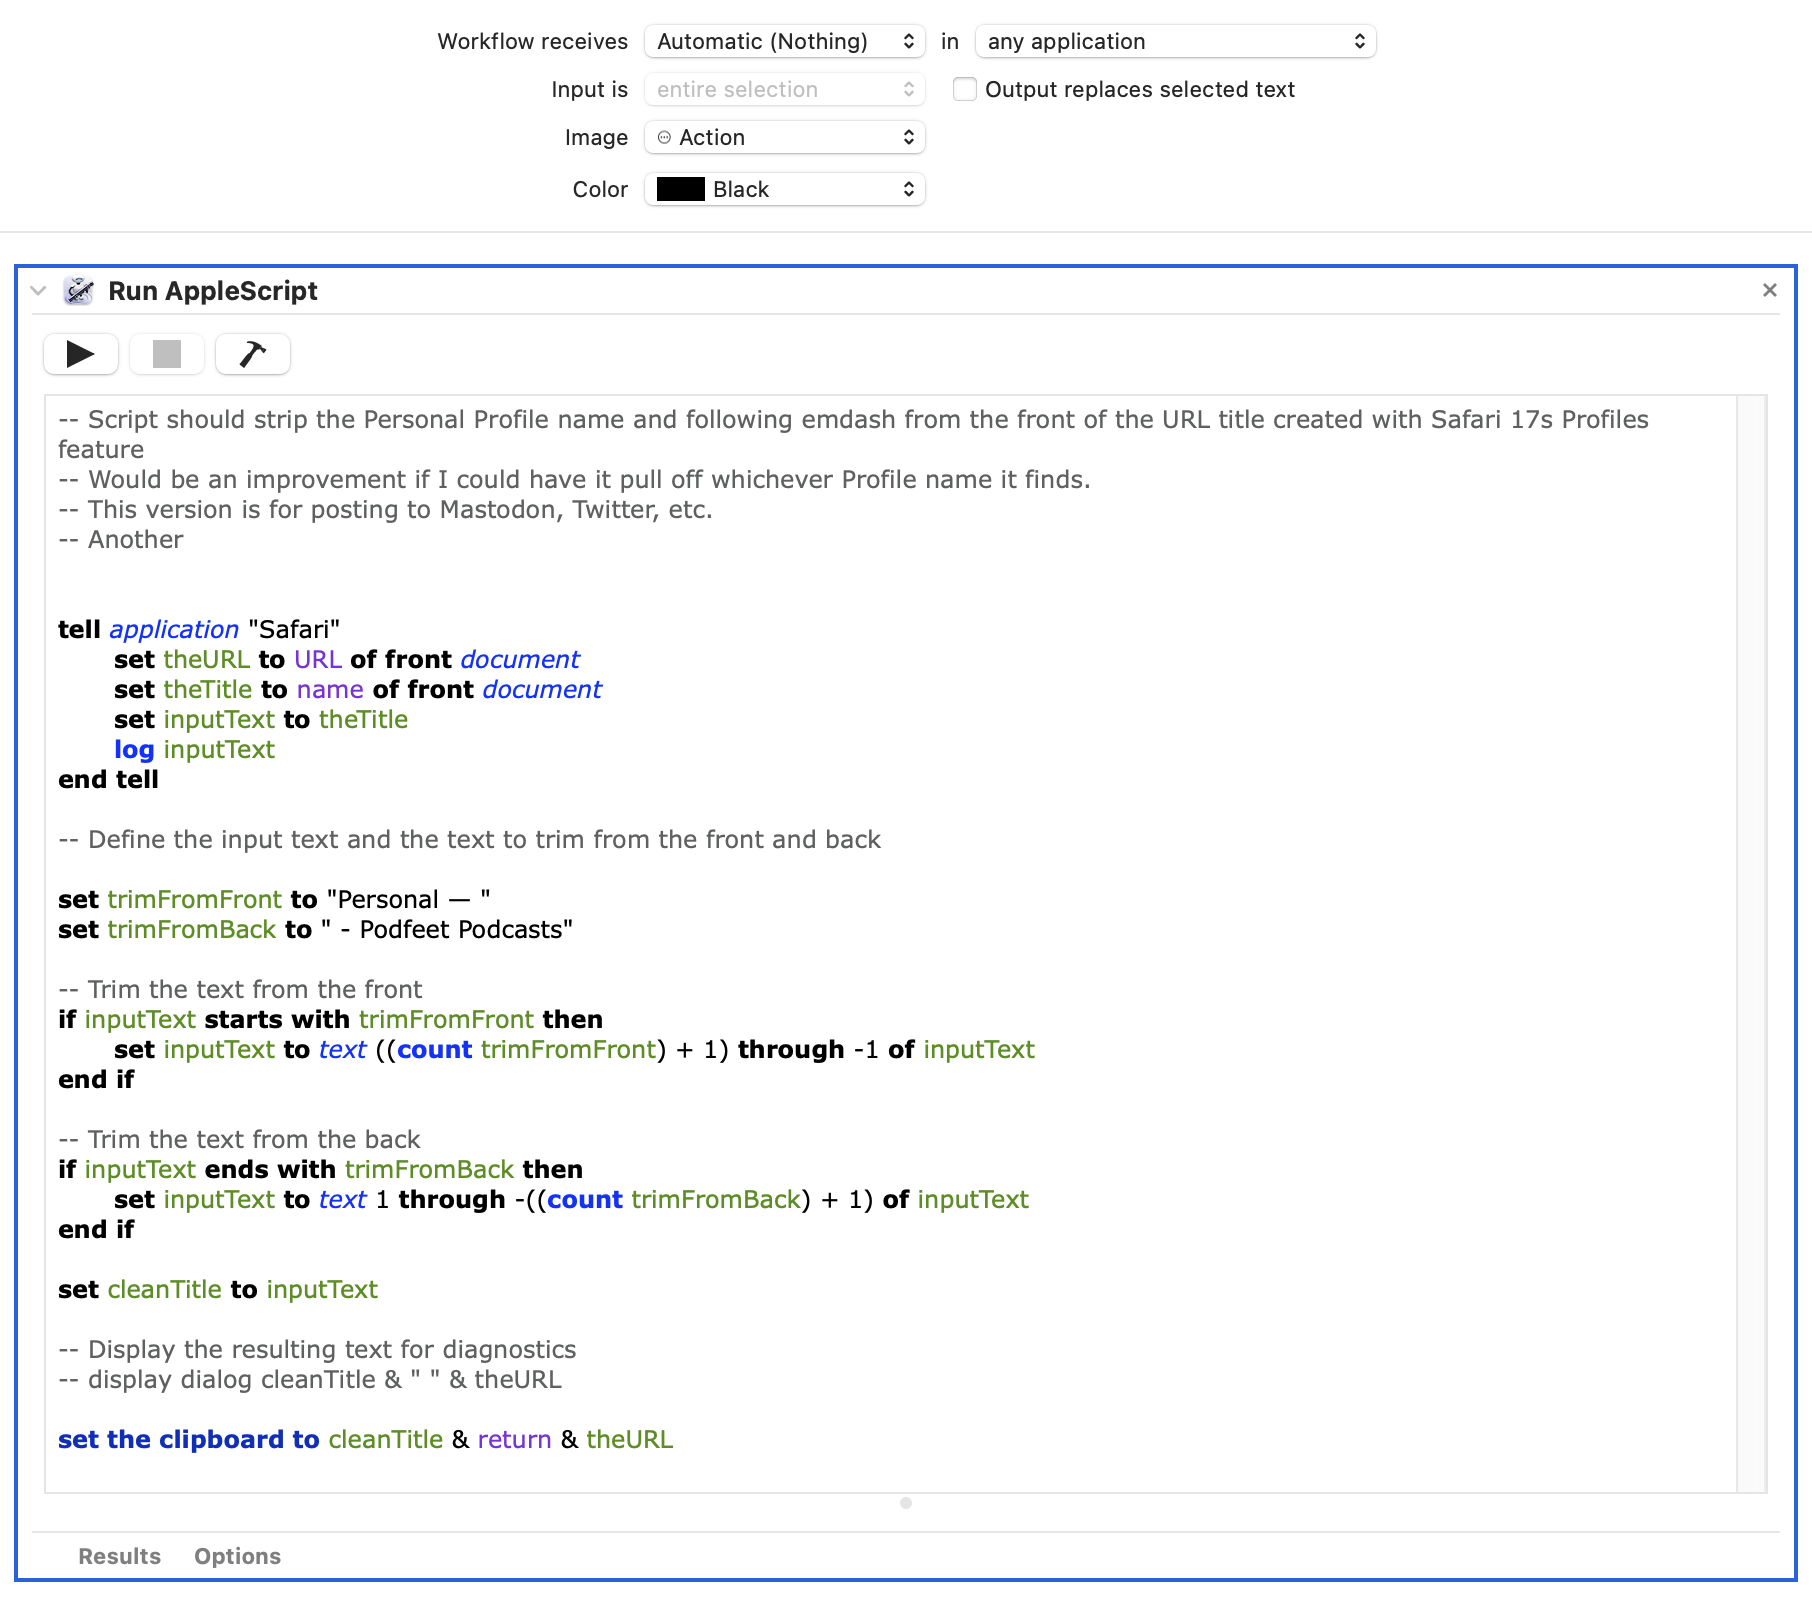 Workflow receives Automatic (Nothing) in any application
Input is entire selection Output replaces selected text
Image Action
Color Black
Run AppleScript
-- Script should strip the Personal Profile name and following emdash from the front of the URL title created with Safari 17s Profiles
feature
-- Would be an improvement if I could have it pull off whichever Profile name it finds.
-- This version is for posting to Mastodon, Twitter, etc.
-- Another
tell application "Safari"
set theURL to URL of front document
set theTitle to name of front document
set inputText to theTitle
log inputText
end tell
-- Define the input text and the text to trim from the front and back
set trimFromFront to "Personal — "
set trimFromBack to " - Podfeet Podcasts"
-- Trim the text from the front
if inputText starts with trimFromFront then
set inputText to text ((count trimFromFront) + 1) through -1 of inputText
end if
-- Trim the text from the back
if inputText ends with trimFromBack then
set inputText to text 1 through -((count trimFromBack) + 1) of inputText
end if
set cleanTitle to inputText
-- Display the resulting text for diagnostics
-- display dialog cleanTitle & " " & theURL
set the clipboard to cleanTitle & return & theURL
Results Options